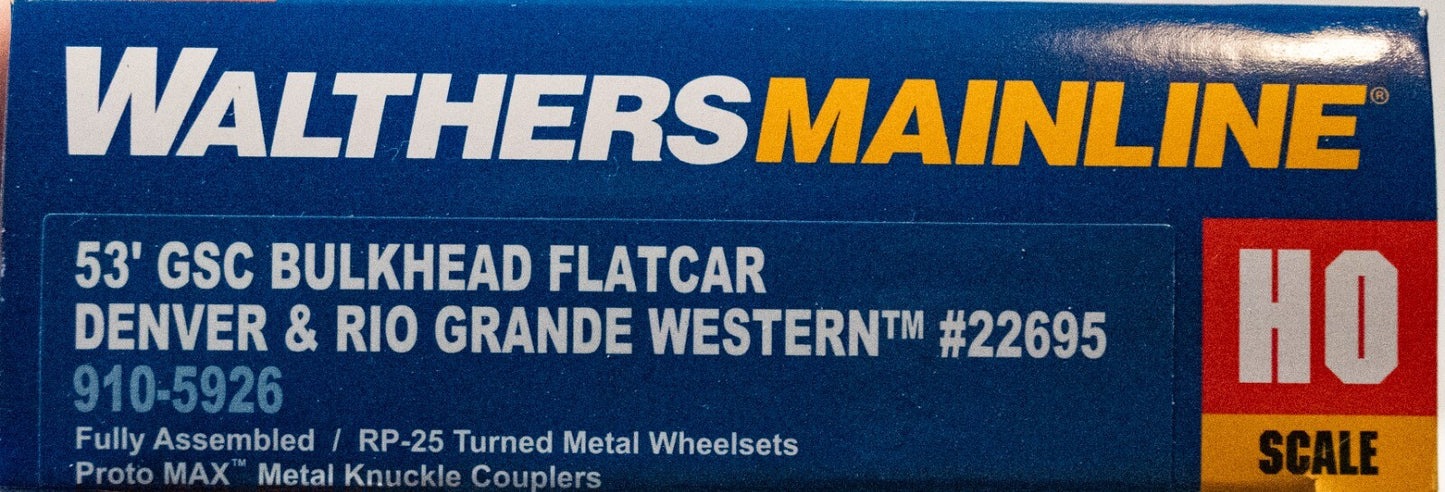 WALTHERSMAINLINE®
53' GSC BULKHEAD FLATCAR
DENVER & RIO GRANDE WESTERN™ #22695
910-5926
Fully Assembled / RP-25 Turned Metal Wheelsets
Proto MAX™ Metal Knuckle Couplers
HO
SCALE